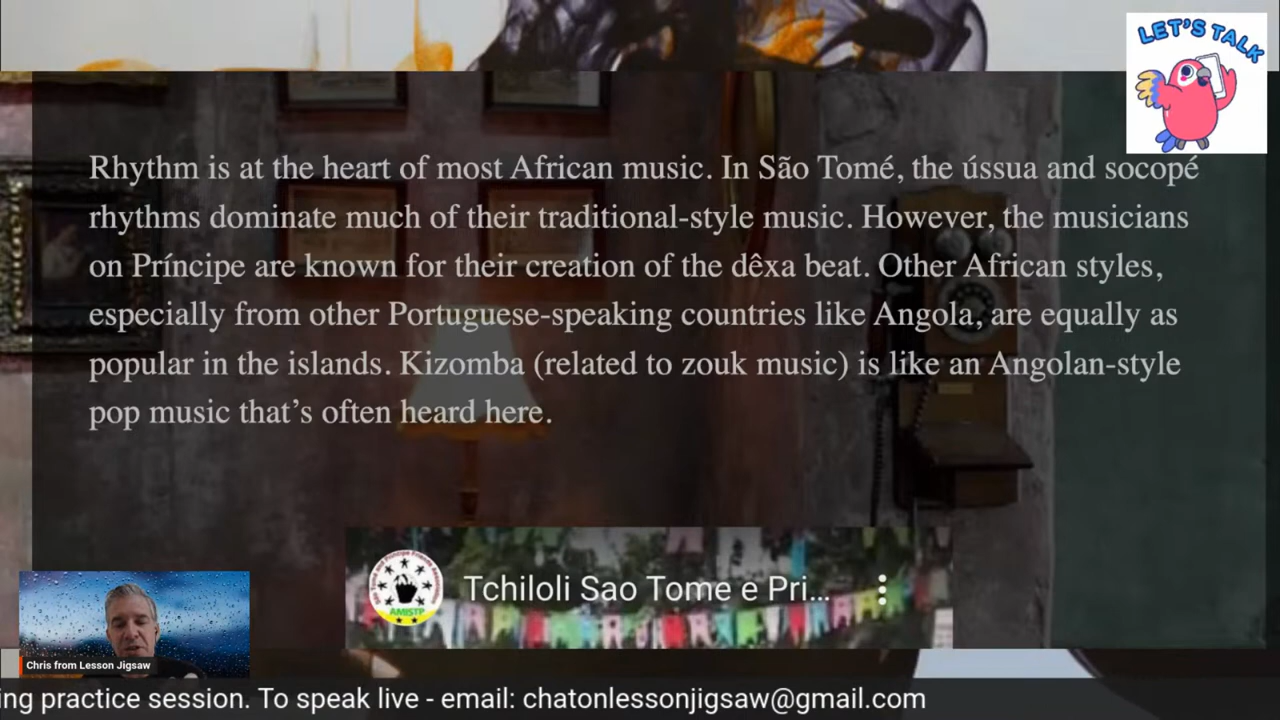 LET'S TALK
Rhythm is at the heart of most African music. In São Tomé, the ússua and socopé
rhythms dominate much of their traditional-style music. However, the musicians
on Príncipe are known for their creation of the dêxa beat. Other African styles,
especially from other Portuguese-speaking countries like Angola, are equally as
popular in the islands. Kizomba (related to zouk music) is like an Angolan-style
pop music that’s often heard here.
AMISTP
Tchiloli Sao Tome e Pri...
Chris from Lesson Jigsaw
ing practice session. To speak live - email: chatonlessonjigsaw@gmail.com